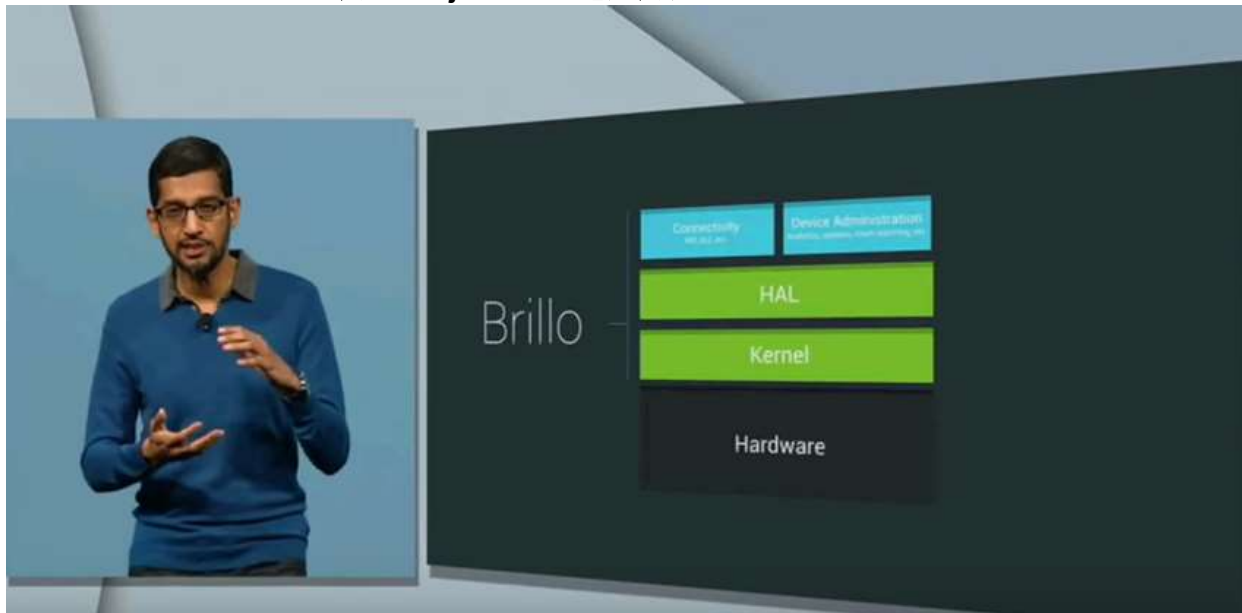 Connectivity
Device Administration
HAL
Brillo
Kernel
Hardware